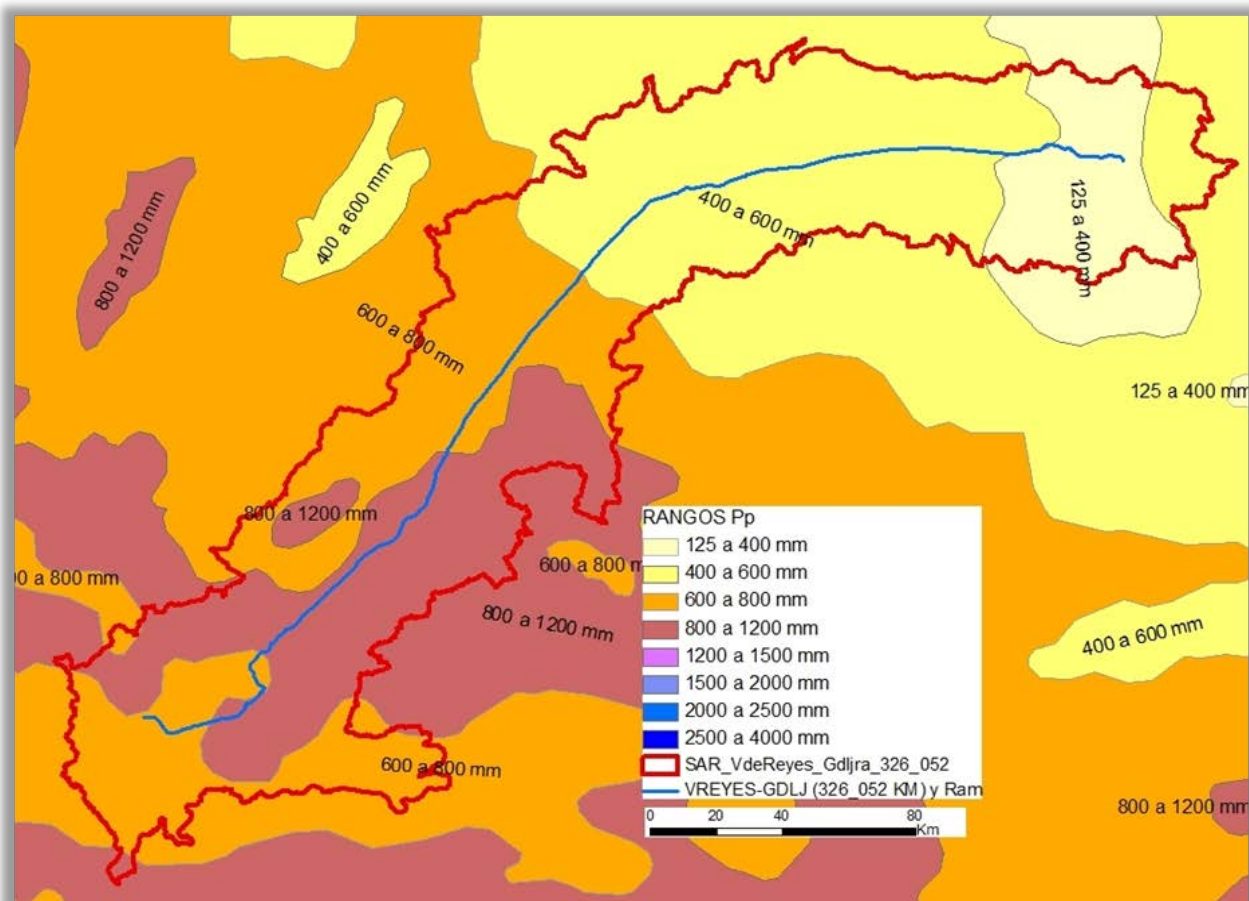 800 a 1200 mm
400 a 600 mm
400 a 600 mm
125 a 400 mm
600 a 800 mm
125 a 400 mm
800 a 1200 mm
600 a 800 m
0 a 800 mm
800 a 1200 mm
400 a 600 mm
600 a 800 mm
800 a 1200 mm
RANGOS Pp
125 a 400 mm
400 a 600 mm
600 a 800 mm
800 a 1200 mm
1200 a 1500 mm
1500 a 2000 mm
2000 a 2500 mm
2500 a 4000 mm
SAR_VdeReyes_Gdljra_326_052
VREYES-GDLJ (326_052 KM) y Ram
0 20 40 80
Km